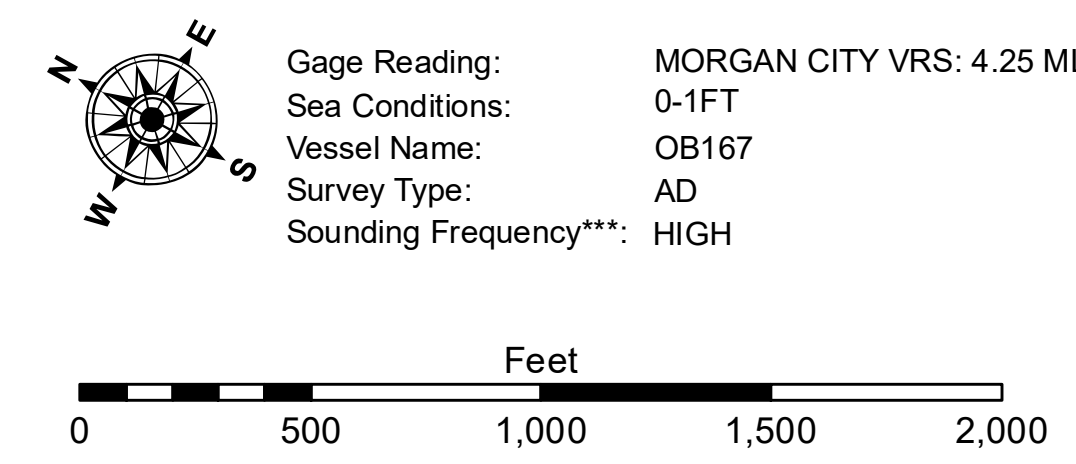 N
E
S
W
Gage Reading: MORGAN CITY VRS: 4.25
Sea Conditions: 0-1FT
Vessel Name: OB167
Survey Type: AD
Sounding Frequency***: HIGH
Feet
0 500 1,000 1,500 2,000